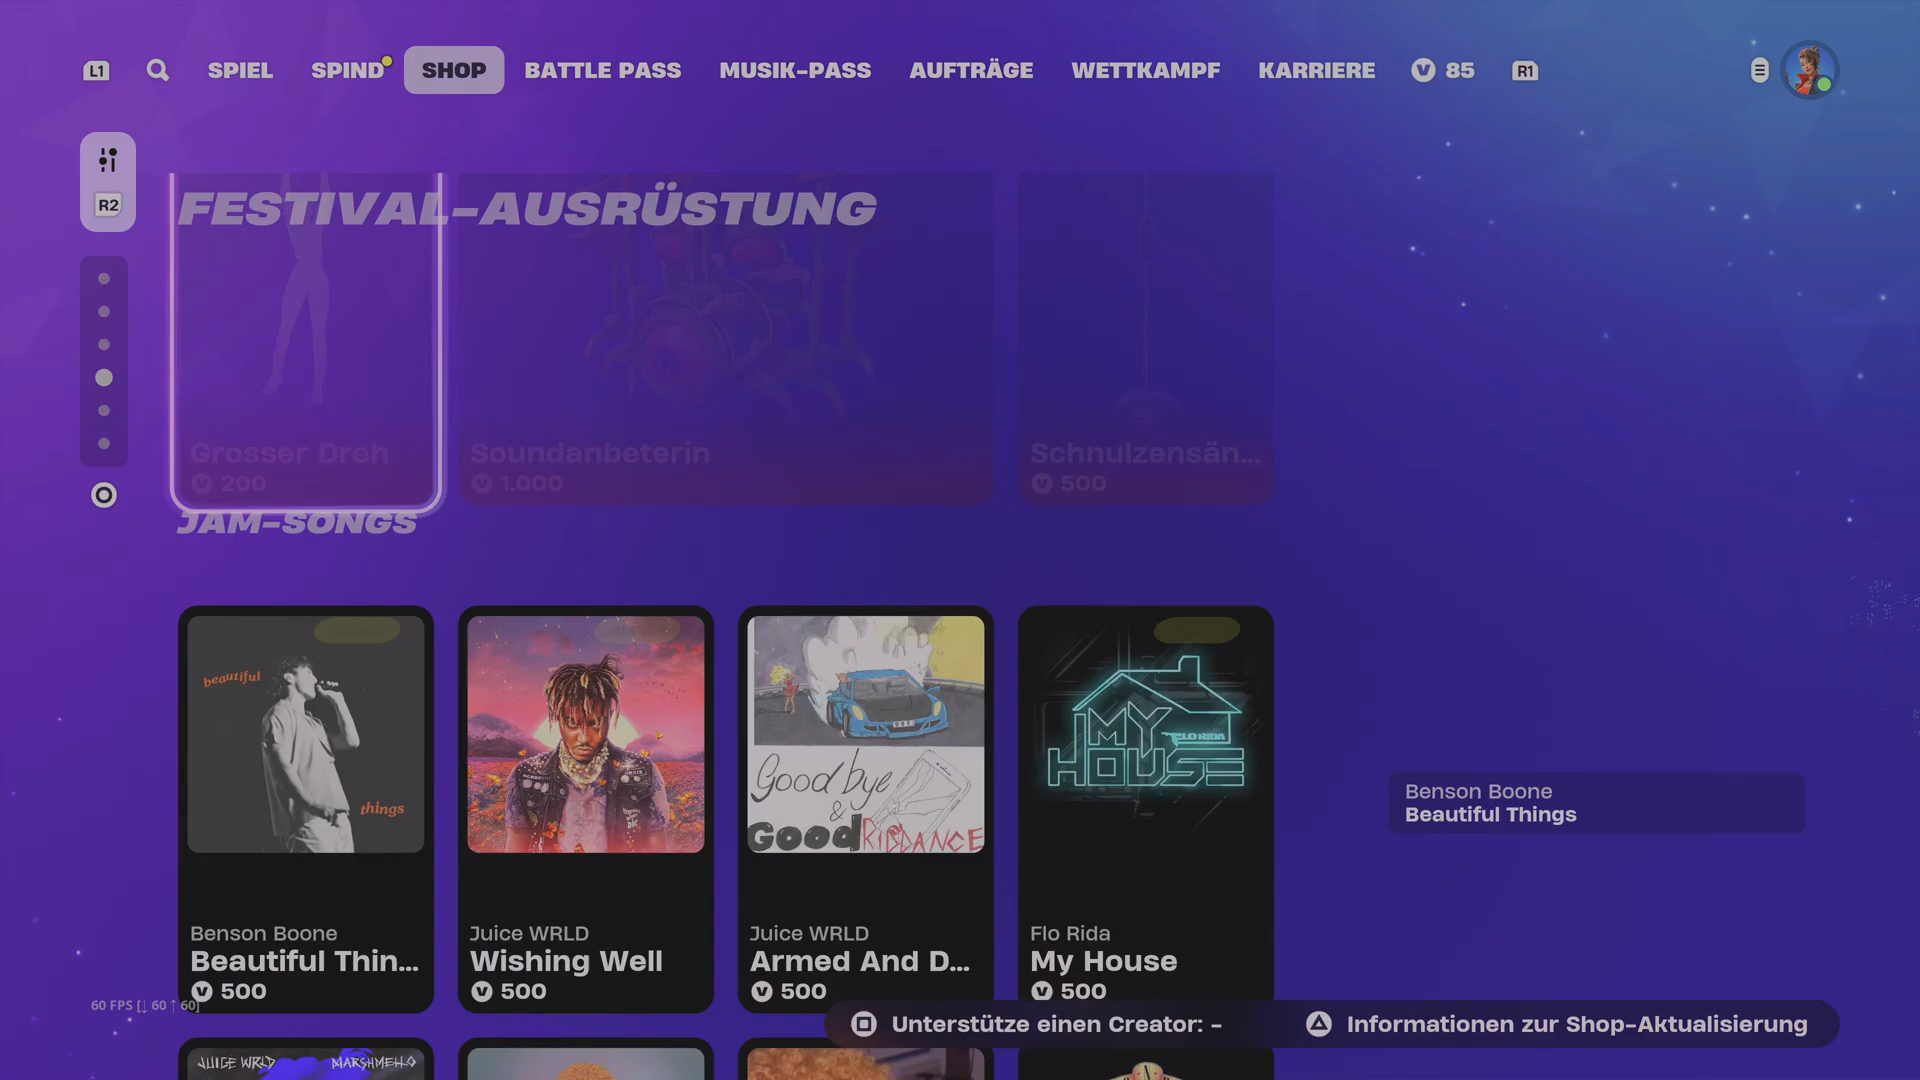 L1 SPIEL SPIND SHOP BATTLE PASS MUSIK-PASS AUFTRÄGE WETTKAMPF KARRIERE 85 R1
R2
FESTIVAL-AUSRÜSTUNG
Grosser Dreh
200
Soundanbeterin
1.000
Schnulzensän...
500
JAM-SONGS
beautiful
things
Benson Boone
Beautiful Thin...
500
Juice WRLD
Wishing Well
500
Good bye
&
Good RIDDANCE
Juice WRLD
Armed And D...
500
MY
FLO RIDA
HOUSE
Flo Rida
My House
500
Benson Boone
Beautiful Things
60 FPS [↓ 60 ↑ 60]
Unterstütze einen Creator: -
Informationen zur Shop-Aktualisierung
JUICE WRLD
MARSHMELLO